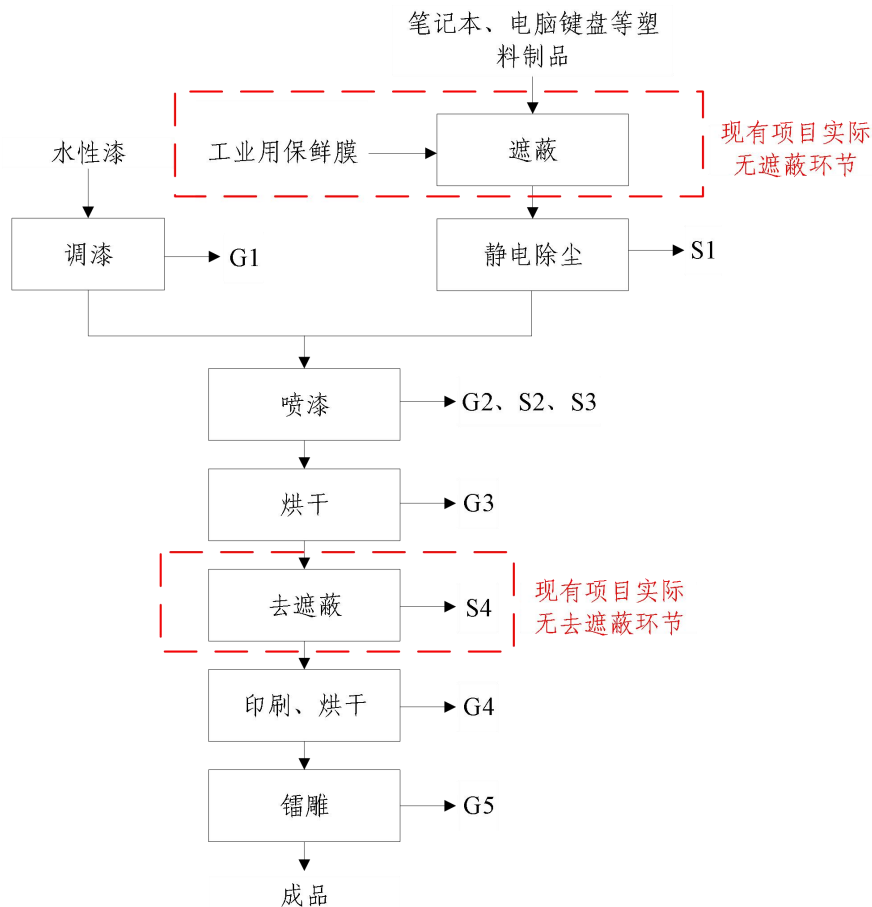 笔记本、电脑键盘等塑
料制品
现有项目实际
无遮蔽环节
水性漆
工业用保鲜膜
遮蔽
调漆
G1
静电除尘
S1
喷漆
G2、S2、S3
烘干
G3
去遮蔽
S4
现有项目实际
无去遮蔽环节
印刷、烘干
G4
镭雕
G5
成品